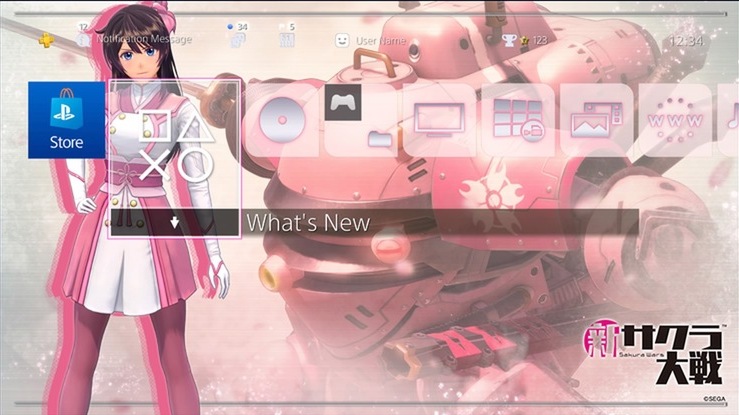 12
Notification Message
34
5
User Name
123
12:34
Store
WWW
What's New
新サクラ大戦
TM
Sakura Wars
©SEGA